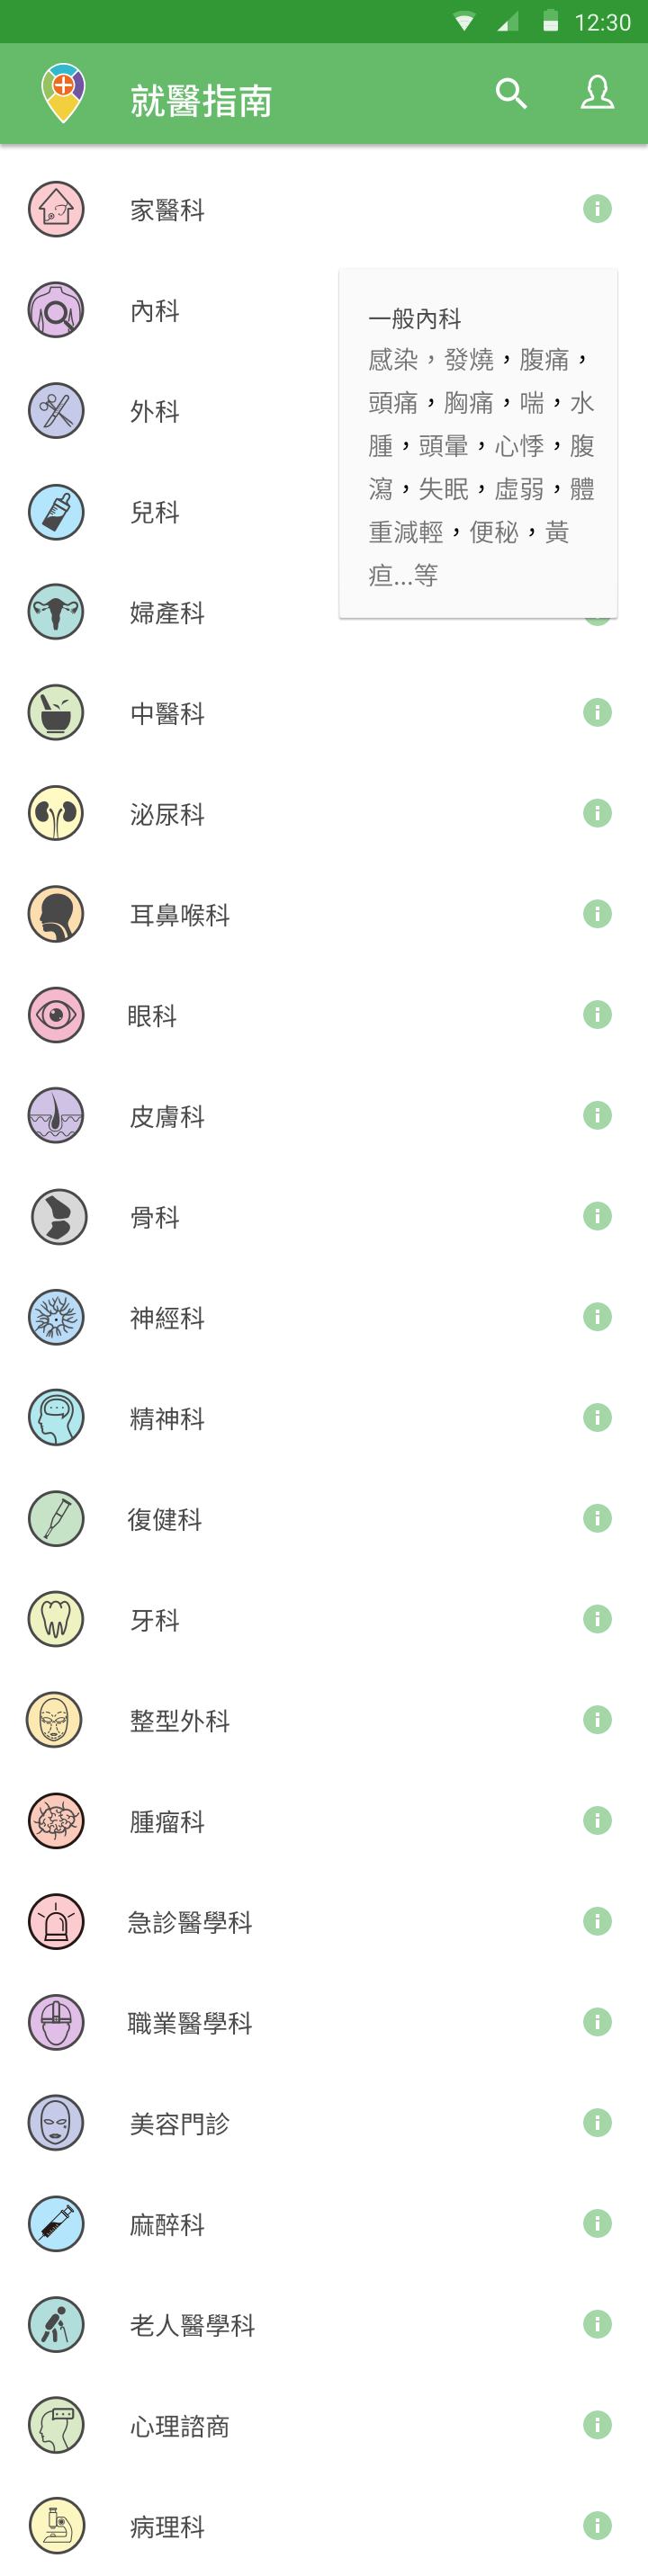 12:30
就醫指南
家醫科
內科
一般內科
感染，發燒，腹痛，
頭痛，胸痛，喘，水
腫，頭暈，心悸，腹
瀉，失眠，虛弱，體
重減輕，便秘，黃
疸...等
外科
兒科
婦產科
中醫科
泌尿科
耳鼻喉科
眼科
皮膚科
骨科
神經科
精神科
復健科
牙科
整型外科
腫瘤科
急診醫學科
職業醫學科
美容門診
麻醉科
老人醫學科
心理諮商
病理科